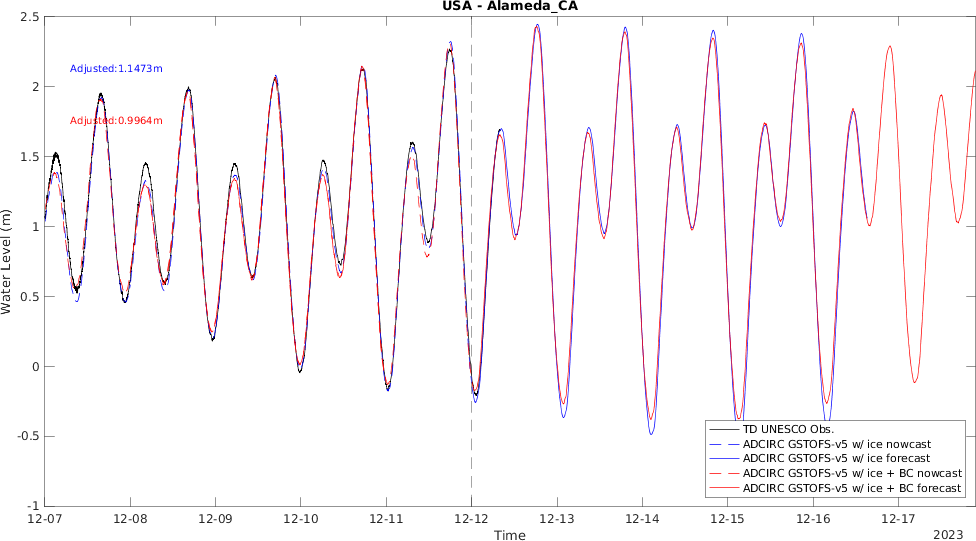 USA - Alameda_CA
2.5
2
1.5
1
0.5
0
-0.5
-1
Water Level (m)
Adjusted:1.1473m
Adjusted:0.9964m
TD UNESCO Obs.
ADCIRC GSTOFS-v5 w/ ice nowcast
ADCIRC GSTOFS-v5 w/ ice forecast
ADCIRC GSTOFS-v5 w/ ice + BC nowcast
ADCIRC GSTOFS-v5 w/ ice + BC forecast
12-07 12-08 12-09 12-10 12-11 12-12 12-13 12-14 12-15 12-16 12-17
Time
2023